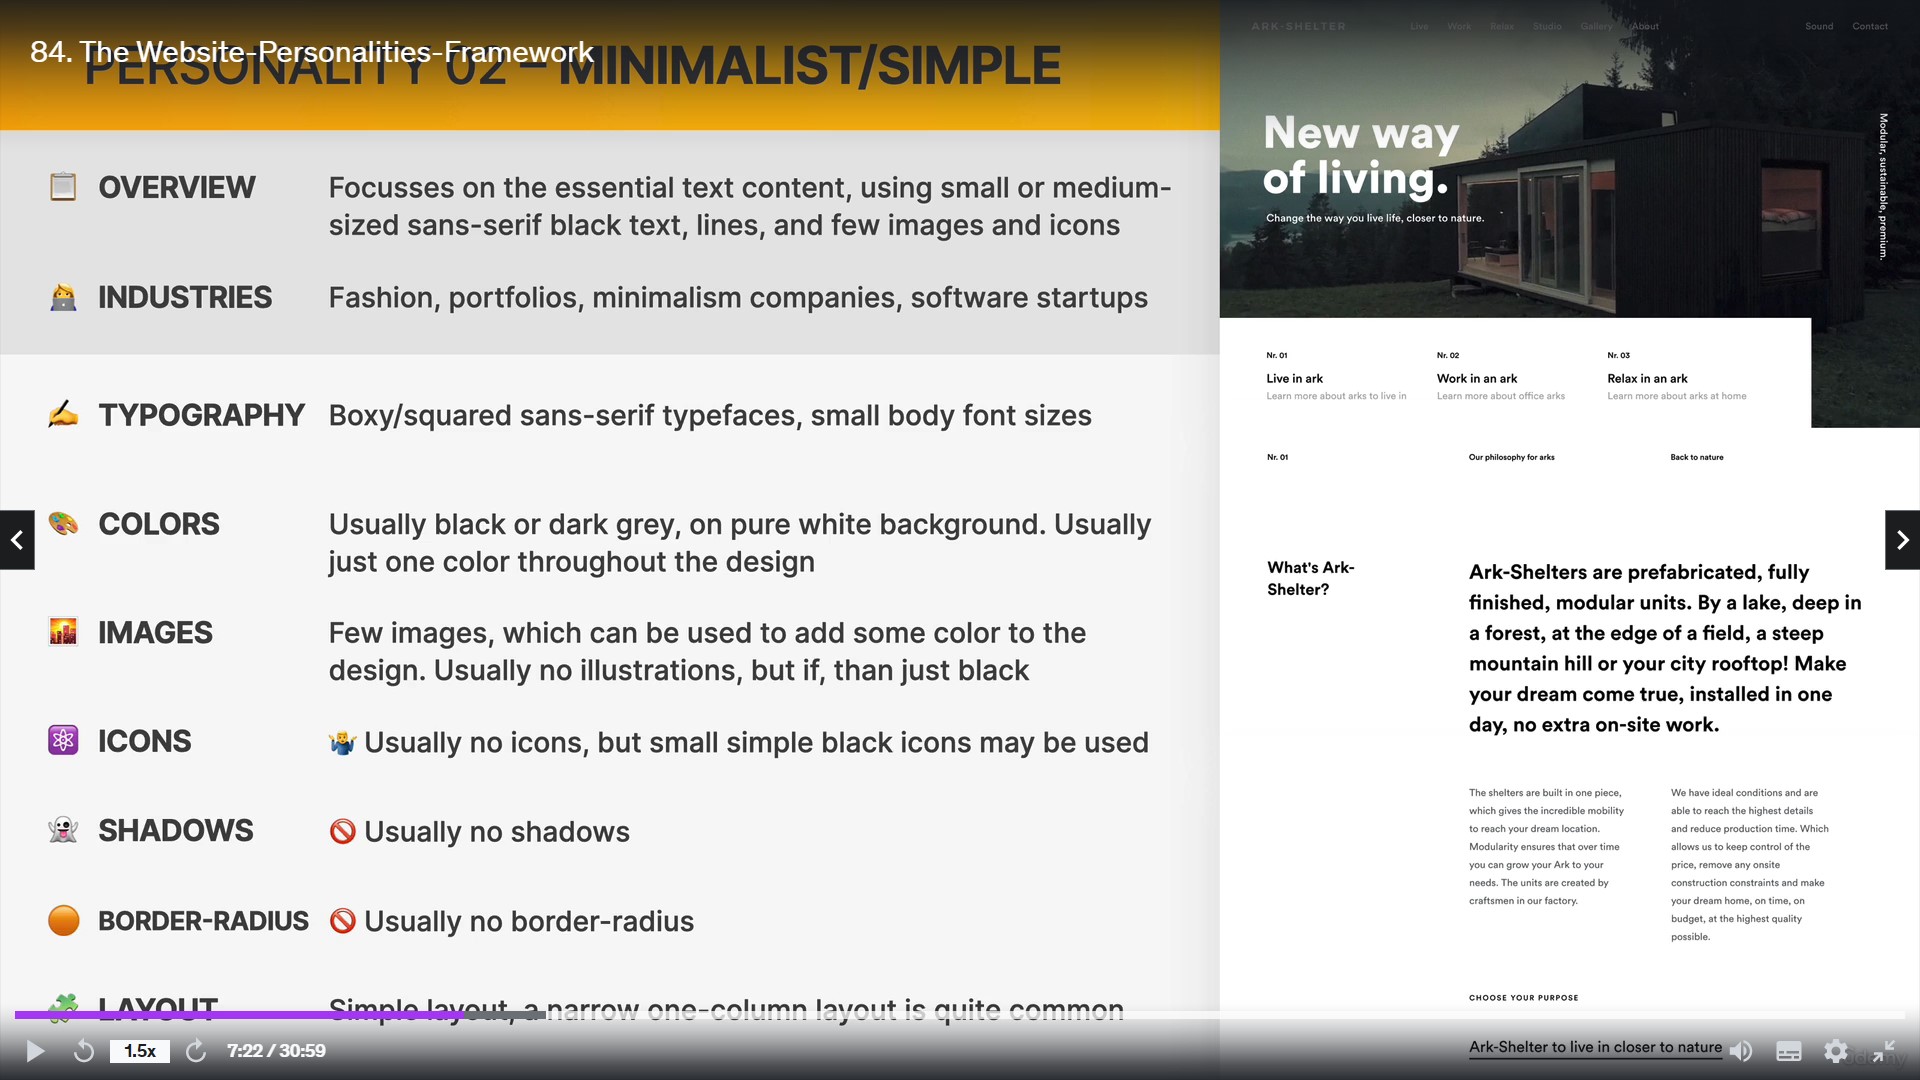 84. The Website-Personalities-Framework
PERSONALITY 02 – MINIMALIST/SIMPLE
OVERVIEW
Focusses on the essential text content, using small or medium-
sized sans-serif black text, lines, and few images and icons
INDUSTRIES
Fashion, portfolios, minimalism companies, software startups
TYPOGRAPHY
Boxy/squared sans-serif typefaces, small body font sizes
COLORS
Usually black or dark grey, on pure white background. Usually
just one color throughout the design
IMAGES
Few images, which can be used to add some color to the
design. Usually no illustrations, but if, than just black
ICONS
Usually no icons, but small simple black icons may be used
SHADOWS
Usually no shadows
BORDER-RADIUS
Usually no border-radius
LAYOUT
Simple layout, a narrow one-column layout is quite common
1.5x
7:22 / 30:59
ARK-SHELTER
Live Work Relax Studio Gallery About
Sound Contact
New way
of living.
Change the way you live life, closer to nature.
Modular, sustainable, premium.
Nr. 01
Live in ark
Learn more about arks to live in
Nr. 02
Work in an ark
Learn more about office arks
Nr. 03
Relax in an ark
Learn more about arks at home
Nr. 01
Our philosophy for arks
Back to nature
What's Ark-
Shelter?
Ark-Shelters are prefabricated, fully
finished, modular units. By a lake, deep in
a forest, at the edge of a field, a steep
mountain hill or your city rooftop! Make
your dream come true, installed in one
day, no extra on-site work.
The shelters are built in one piece,
which gives the incredible mobility
to reach your dream location.
Modularity ensures that over time
you can grow your Ark to your
needs. The units are created by
craftsmen in our factory.
We have ideal conditions and are
able to reach the highest details
and reduce production time. Which
allows us to keep control of the
price, remove any onsite
construction constraints and make
your dream home, on time, on
budget, at the highest quality
possible.
CHOOSE YOUR PURPOSE
Ark-Shelter to live in closer to nature